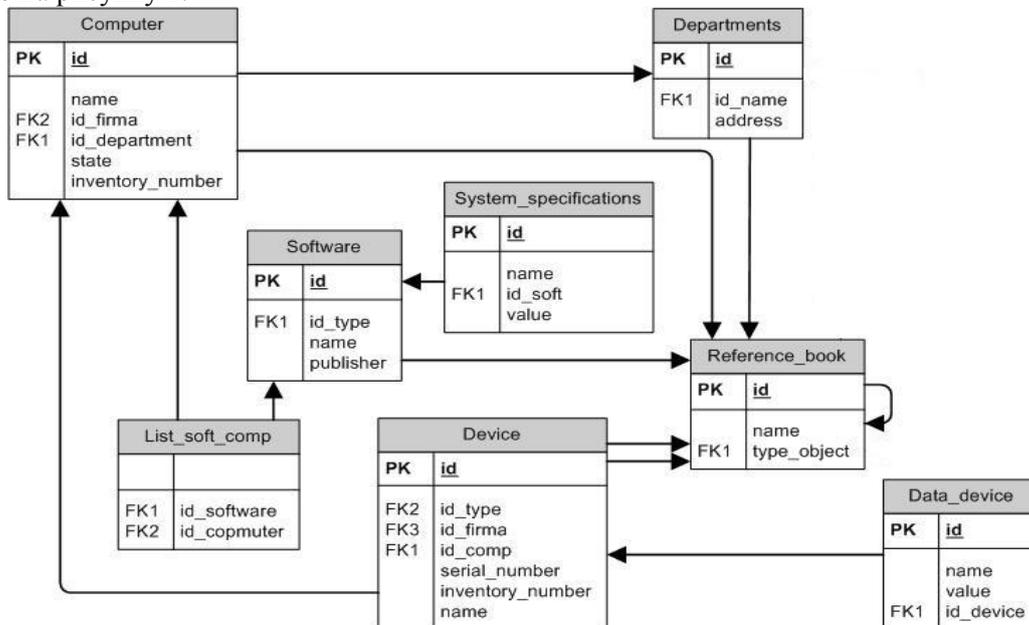 Computer
PK id
name
FK2 id_firma
FK1 id_department
state
inventory_number
Departments
PK id
FK1 id_name
address
System_specifications
PK id
name
FK1 id_soft
value
Software
PK id
FK1 id_type
name
publisher
Reference_book
PK id
name
FK1 type_object
List_soft_comp
FK1 id_software
FK2 id_copmuter
Device
PK id
FK2 id_type
FK3 id_firma
FK1 id_comp
serial_number
inventory_number
name
Data_device
PK id
name
value
FK1 id_device